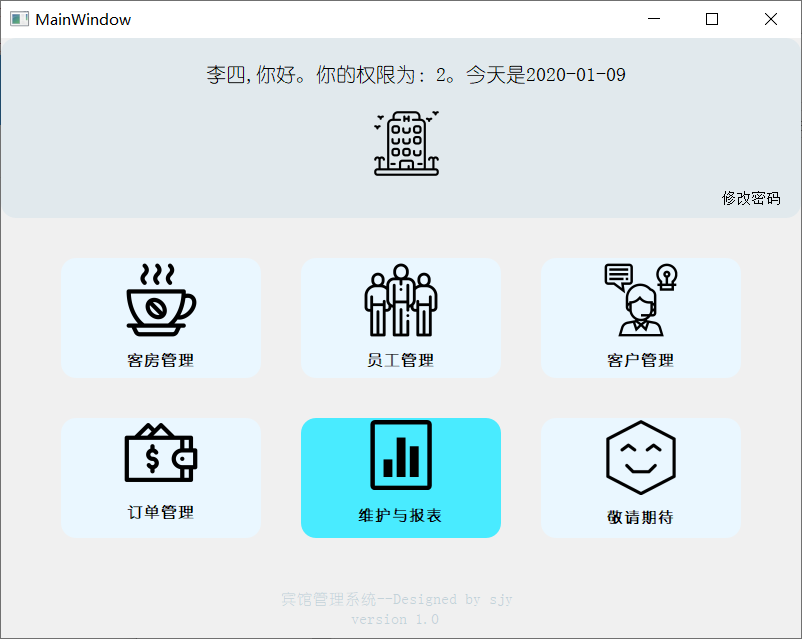 MainWindow
李四,你好。你的权限为: 2。今天是2020-01-09
修改密码
客房管理
员工管理
客户管理
订单管理
维护与报表
敬请期待
宾馆管理系统--Designed by sjy
version 1.0